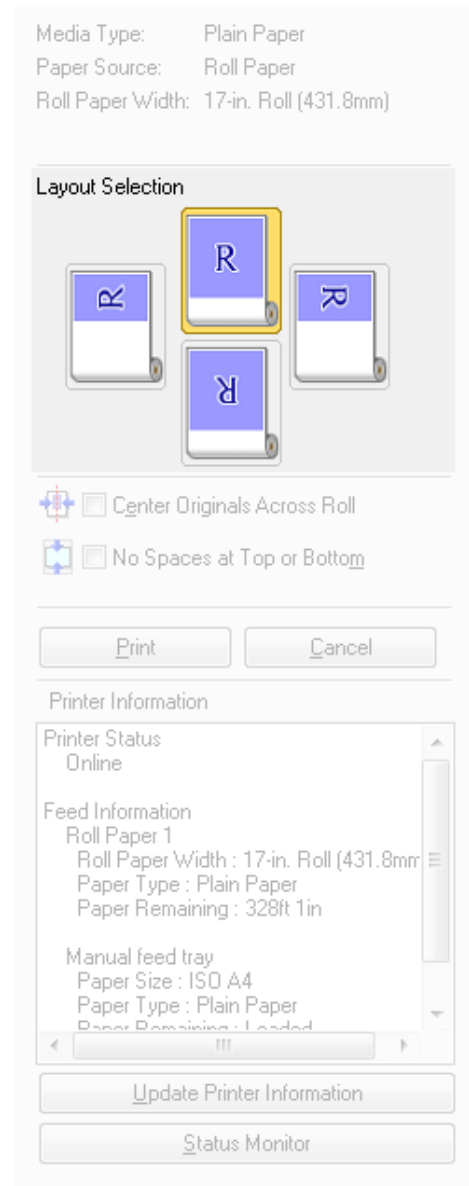 Media Type: Plain Paper
Paper Source: Roll Paper
Roll Paper Width: 17-in. Roll (431.8mm)
Layout Selection
R
R
R
R
Center Originals Across Roll
No Spaces at Top or Bottom
Print Cancel
Printer Information
Printer Status
Online
Feed Information
Roll Paper 1
Roll Paper Width : 17-in. Roll (431.8mm
Paper Type : Plain Paper
Paper Remaining : 328ft 1in
Manual feed tray
Paper Size : ISO A4
Paper Type : Plain Paper
Paper Remaining : Loaded
Update Printer Information
Status Monitor